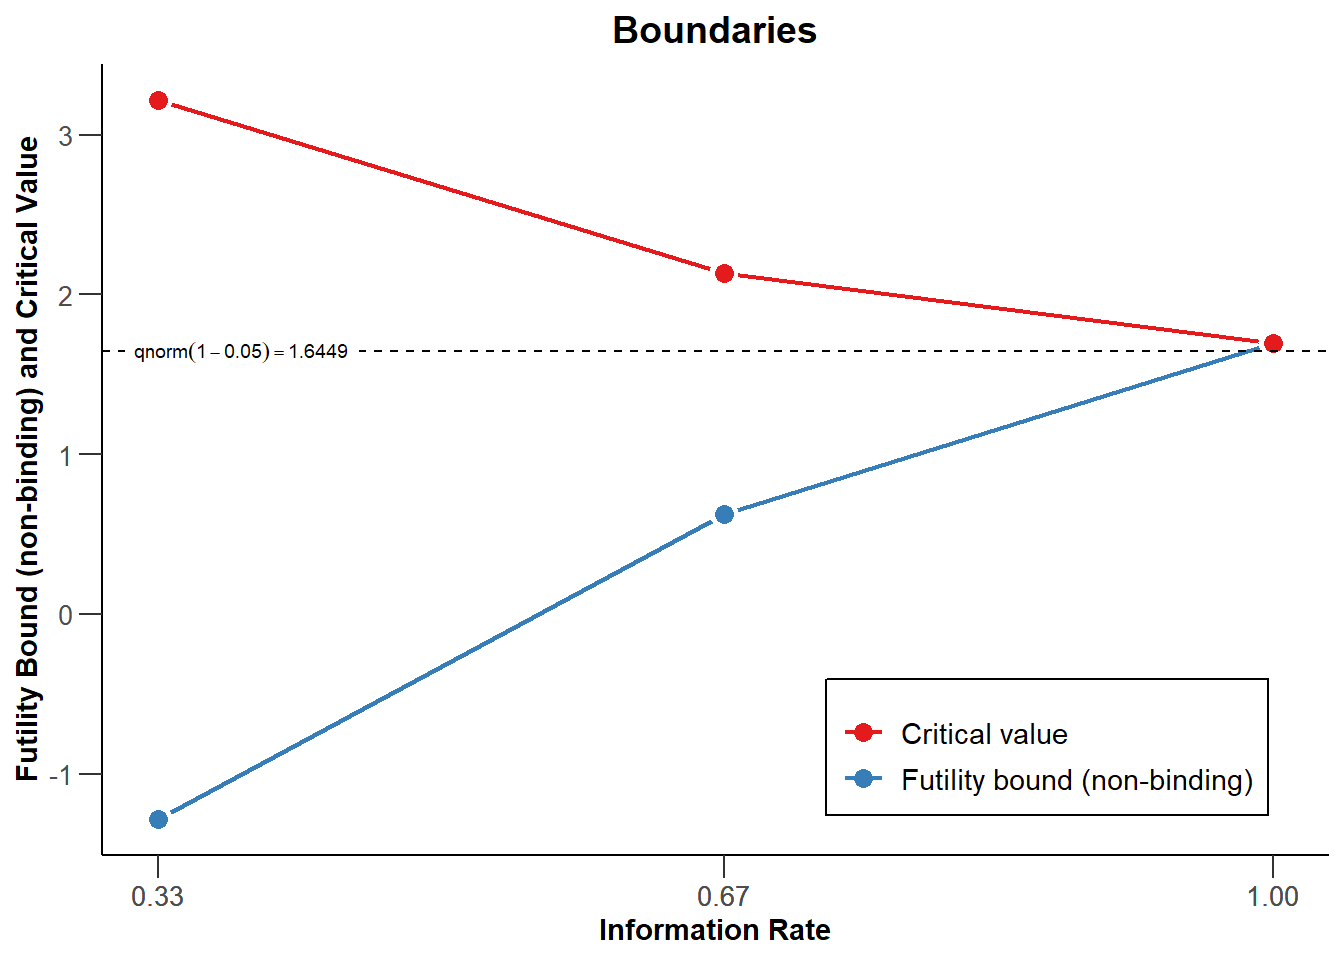 Boundaries
Futility Bound (non-binding) and Critical Value
3
2
1
0
-1
qnorm(1 − 0.05) = 1.6449
Critical value
Futility bound (non-binding)
0.33
0.67
1.00
Information Rate